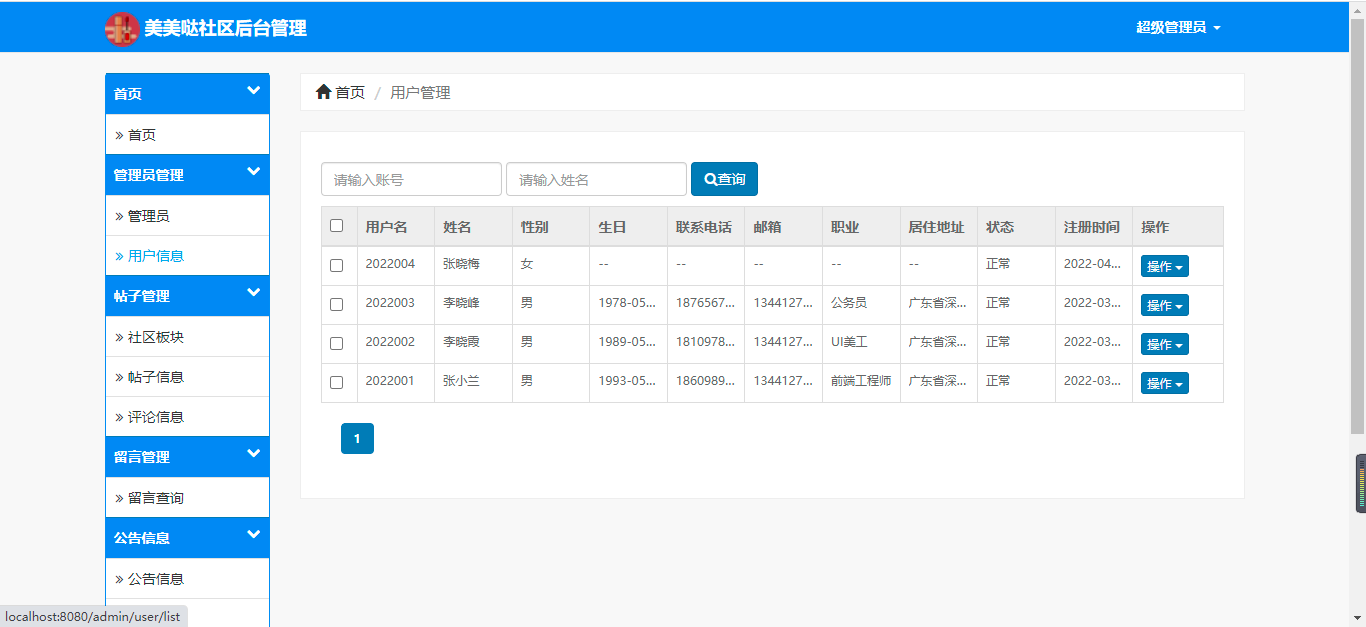 美美哒社区后台管理
超级管理员
首页
» 首页
管理员管理
» 管理员
» 用户信息
帖子管理
» 社区板块
» 帖子信息
» 评论信息
留言管理
» 留言查询
公告信息
» 公告信息
首页 / 用户管理
请输入账号 请输入姓名 查询
用户名 姓名 性别 生日 联系电话 邮箱 职业 居住地址 状态 注册时间 操作
2022004 张晓梅 女 -- -- -- -- -- 正常 2022-04... 操作
2022003 李晓峰 男 1978-05... 1876567... 1344127... 公务员 广东省深... 正常 2022-03... 操作
2022002 李晓霞 男 1989-05... 1810978... 1344127... UI美工 广东省深... 正常 2022-03... 操作
2022001 张小兰 男 1993-05... 1860989... 1344127... 前端工程师 广东省深... 正常 2022-03... 操作
1
localhost:8080/admin/user/list